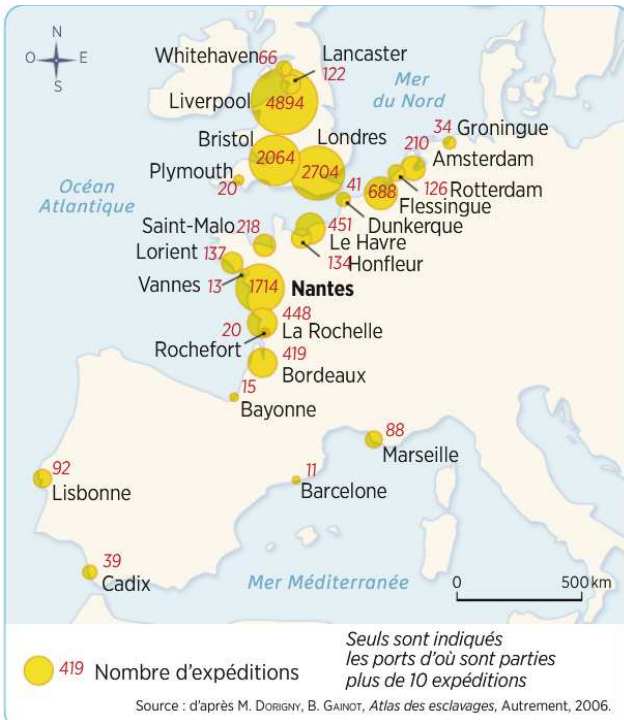 N
O E
S
Whitehaven 66
Lancaster
122
Liverpool 4894
Mer
du Nord
Bristol
2064
Londres
2704
34 Groningue
210
Amsterdam
Plymouth
20
41
688
126 Rotterdam
Flessingue
Océan
Atlantique
Dunkerque
Saint-Malo 218
451
Le Havre
Lorient 137
134 Honfleur
Vannes 13
1714
Nantes
448
20
La Rochelle
Rochefort
419
Bordeaux
15
Bayonne
88
Marseille
92
Lisbonne
11
Barcelone
39
Cadix
Mer Méditerranée
0 500 km
419 Nombre d'expéditions
Seuls sont indiqués
les ports d'où sont parties
plus de 10 expéditions
Source : d'après M. DORIGNY, B. GAINOT, Atlas des esclavages, Autrement, 2006.